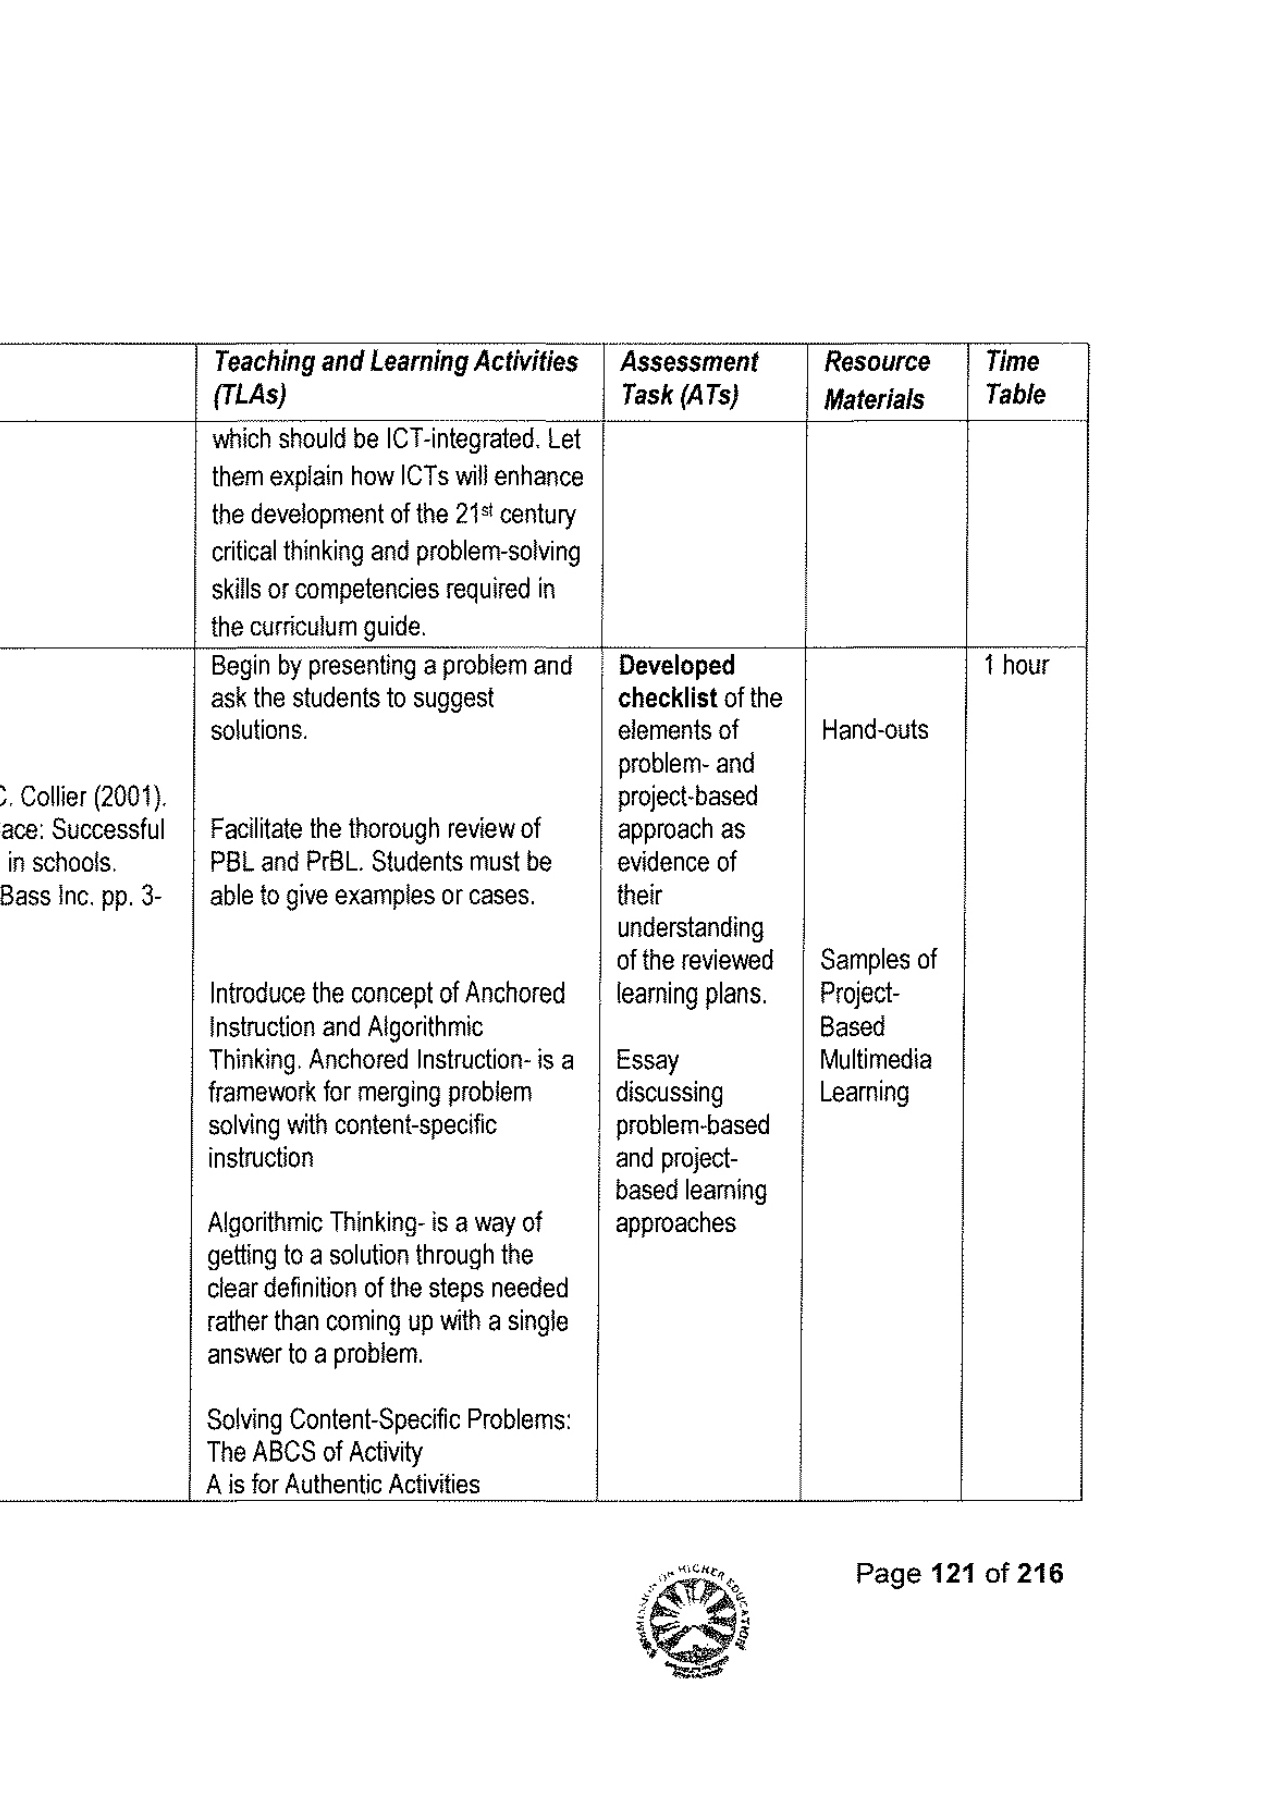 Teaching and Learning Activities
(TLAs)
Assessment
Task (ATs)
Resource
Materials
Time
Table
which should be ICT-integrated. Let
them explain how ICTs will enhance
the development of the 21st century
critical thinking and problem-solving
skills or competencies required in
the curriculum guide.
C. Collier (2001).
ace: Successful
in schools.
Bass Inc. pp. 3-
Begin by presenting a problem and
ask the students to suggest
solutions.
Facilitate the thorough review of
PBL and PrBL. Students must be
able to give examples or cases.
Introduce the concept of Anchored
Instruction and Algorithmic
Thinking. Anchored Instruction- is a
framework for merging problem
solving with content-specific
instruction
Algorithmic Thinking- is a way of
getting to a solution through the
clear definition of the steps needed
rather than coming up with a single
answer to a problem.
Solving Content-Specific Problems:
The ABCS of Activity
A is for Authentic Activities
Developed
checklist of the
elements of
problem- and
project-based
approach as
evidence of
their
understanding
of the reviewed
learning plans.
Essay
discussing
problem-based
and project-
based learning
approaches
Hand-outs
Samples of
Project-
Based
Multimedia
Learning
1 hour
ON HIGHER EDUCATION
Page 121 of 216